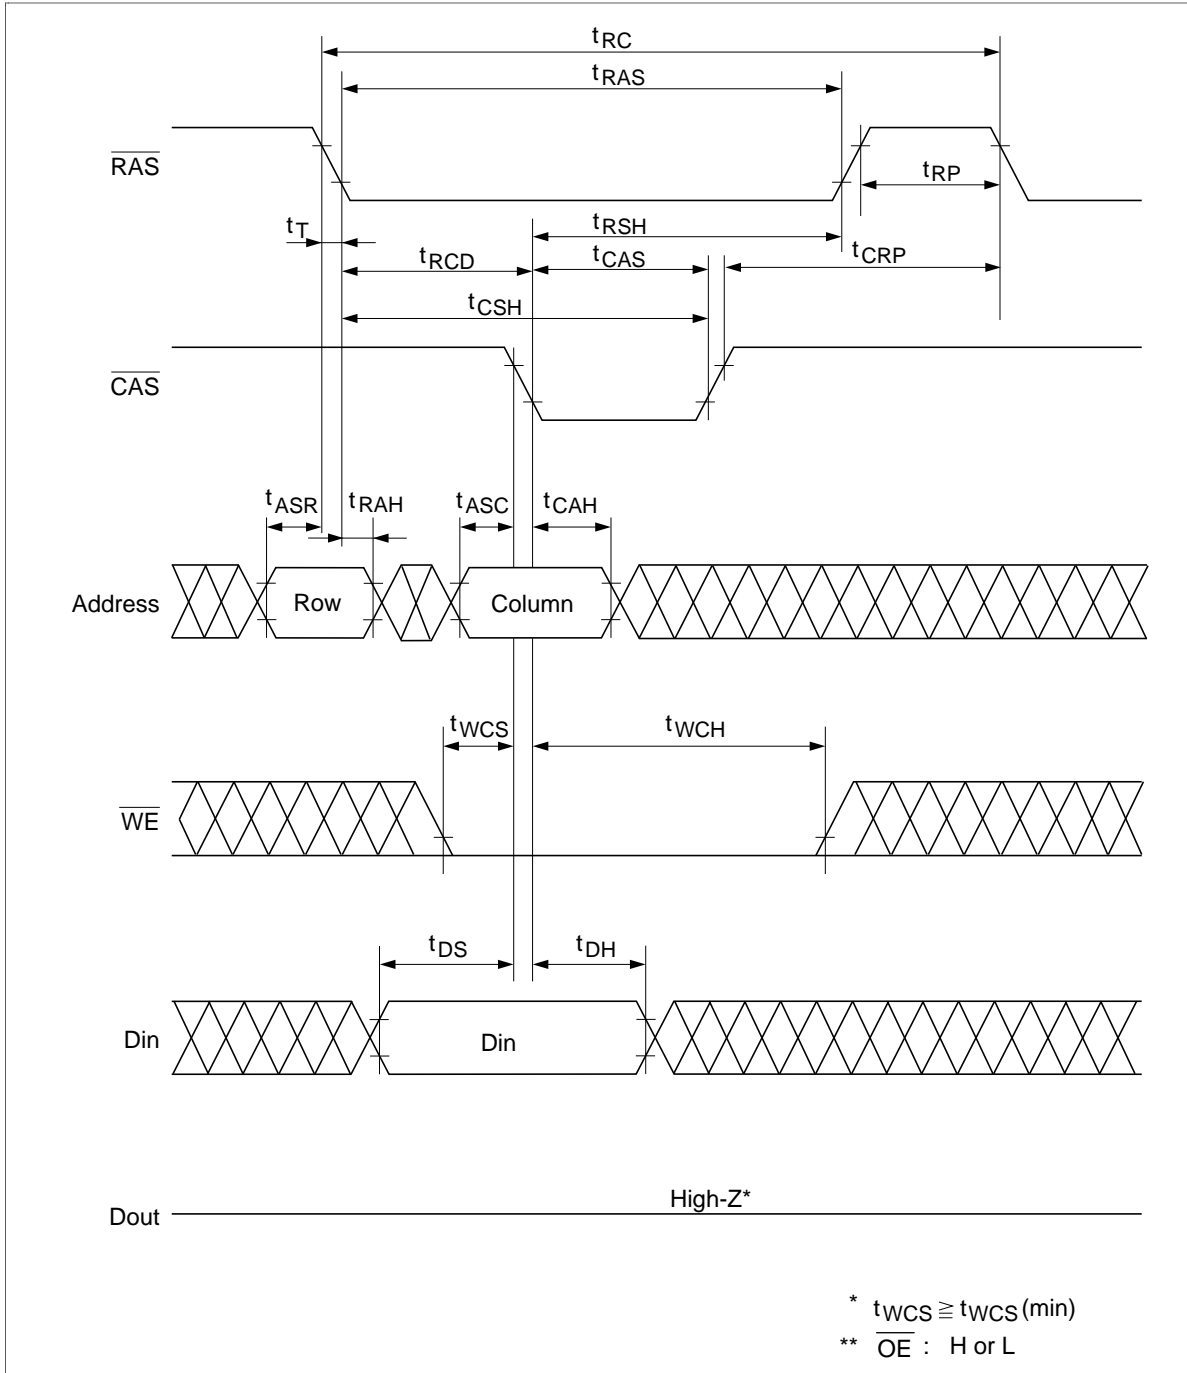 tRC
tRAS
RAS
tRP
tT
tRSH
tRCD
tCAS
tCRP
tCSH
CAS
tASR
tRAH
tASC
tCAH
Address
Row
Column
tWCS
tWCH
WE
tDS
tDH
Din
Din
High-Z*
Dout
* tWCS ≧ tWCS (min)
** OE : H or L